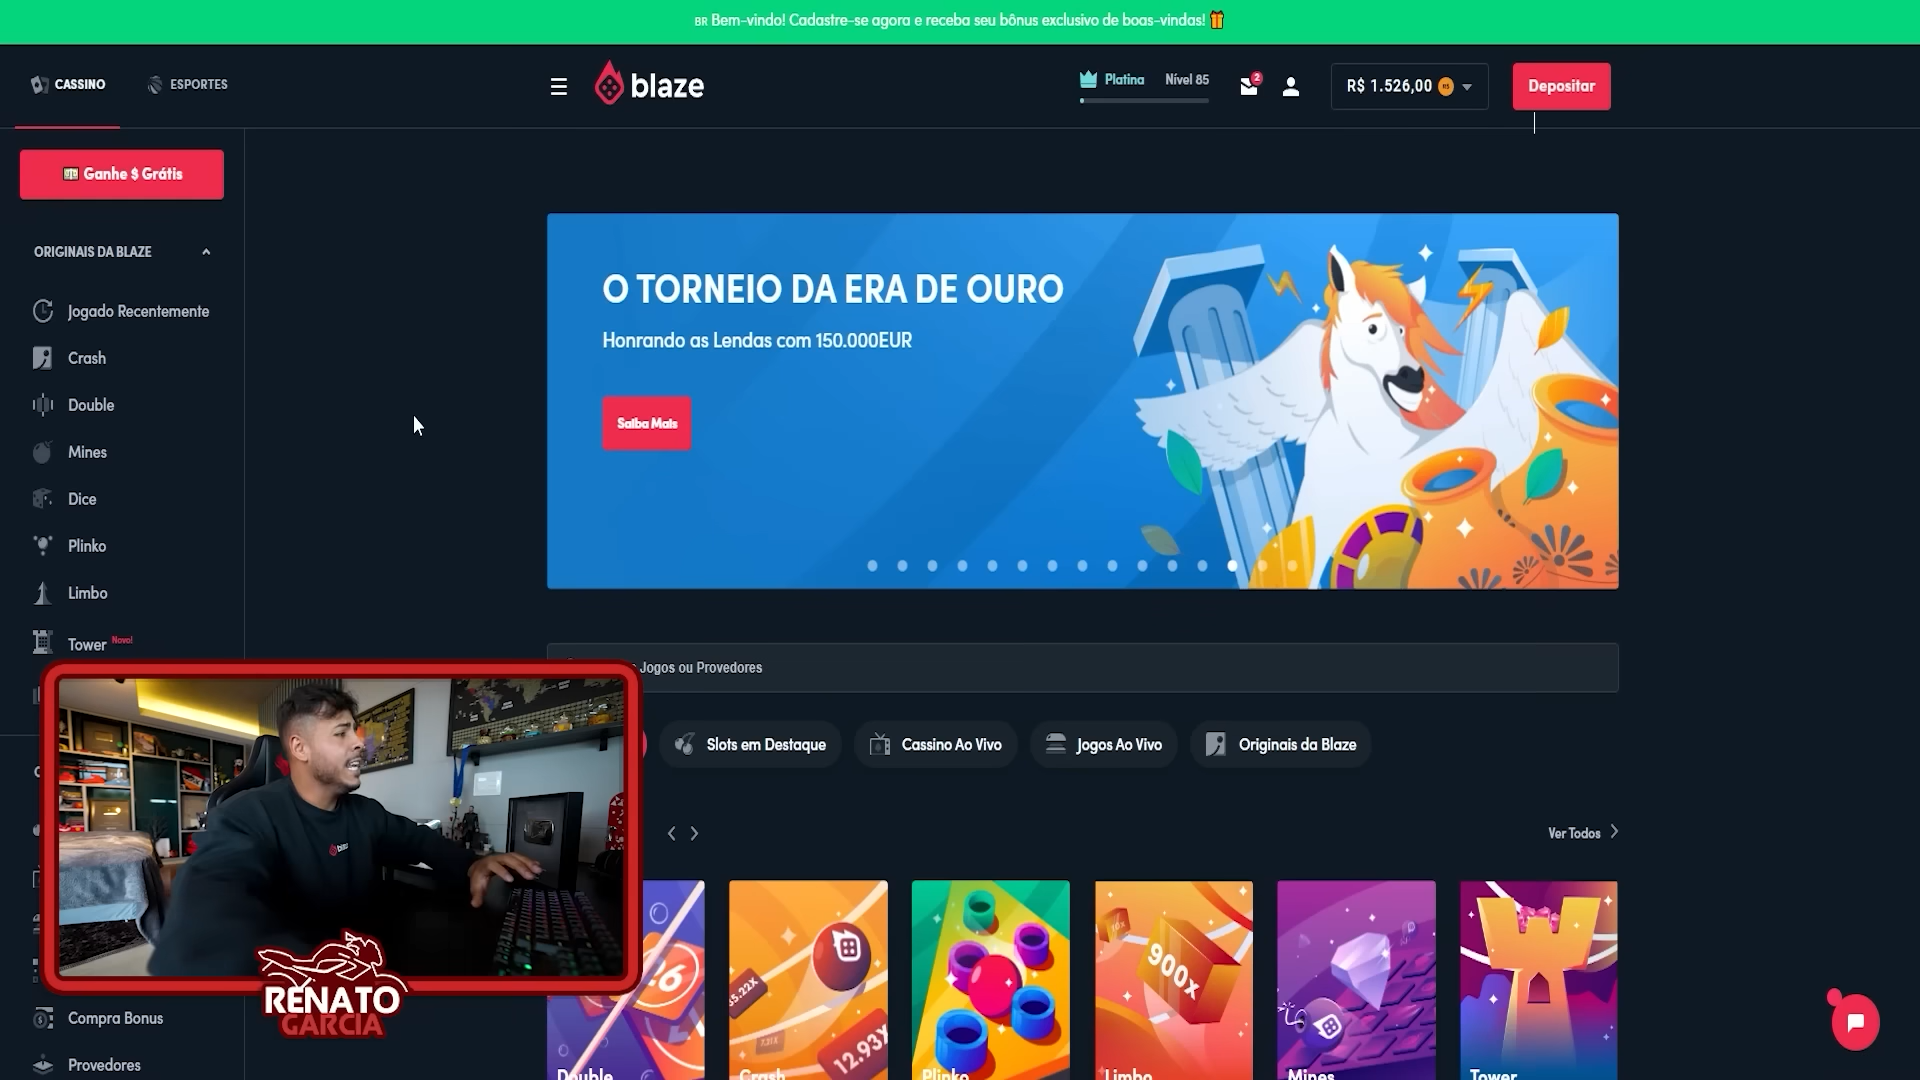 BR Bem-vindo! Cadastre-se agora e receba seu bônus exclusivo de boas-vindas!
CASSINO
ESPORTES
blaze
Platina
Nível 85
2
R$ 1.526,00
R$
Depositar
Ganhe $ Grátis
ORIGINAIS DA BLAZE
Jogado Recentemente
Crash
Double
Mines
Dice
Plinko
Limbo
Tower Novo!
Compra Bonus
Provedores
O TORNEIO DA ERA DE OURO
Honrando as Lendas com 150.000EUR
Saiba Mais
Jogos ou Provedores
Slots em Destaque
Cassino Ao Vivo
Jogos Ao Vivo
Originais da Blaze
Ver Todos
Double
Crash
Plinko
Limbo
Mines
Tower
7.31X
12.93X
900x
RENATO
GARCIA